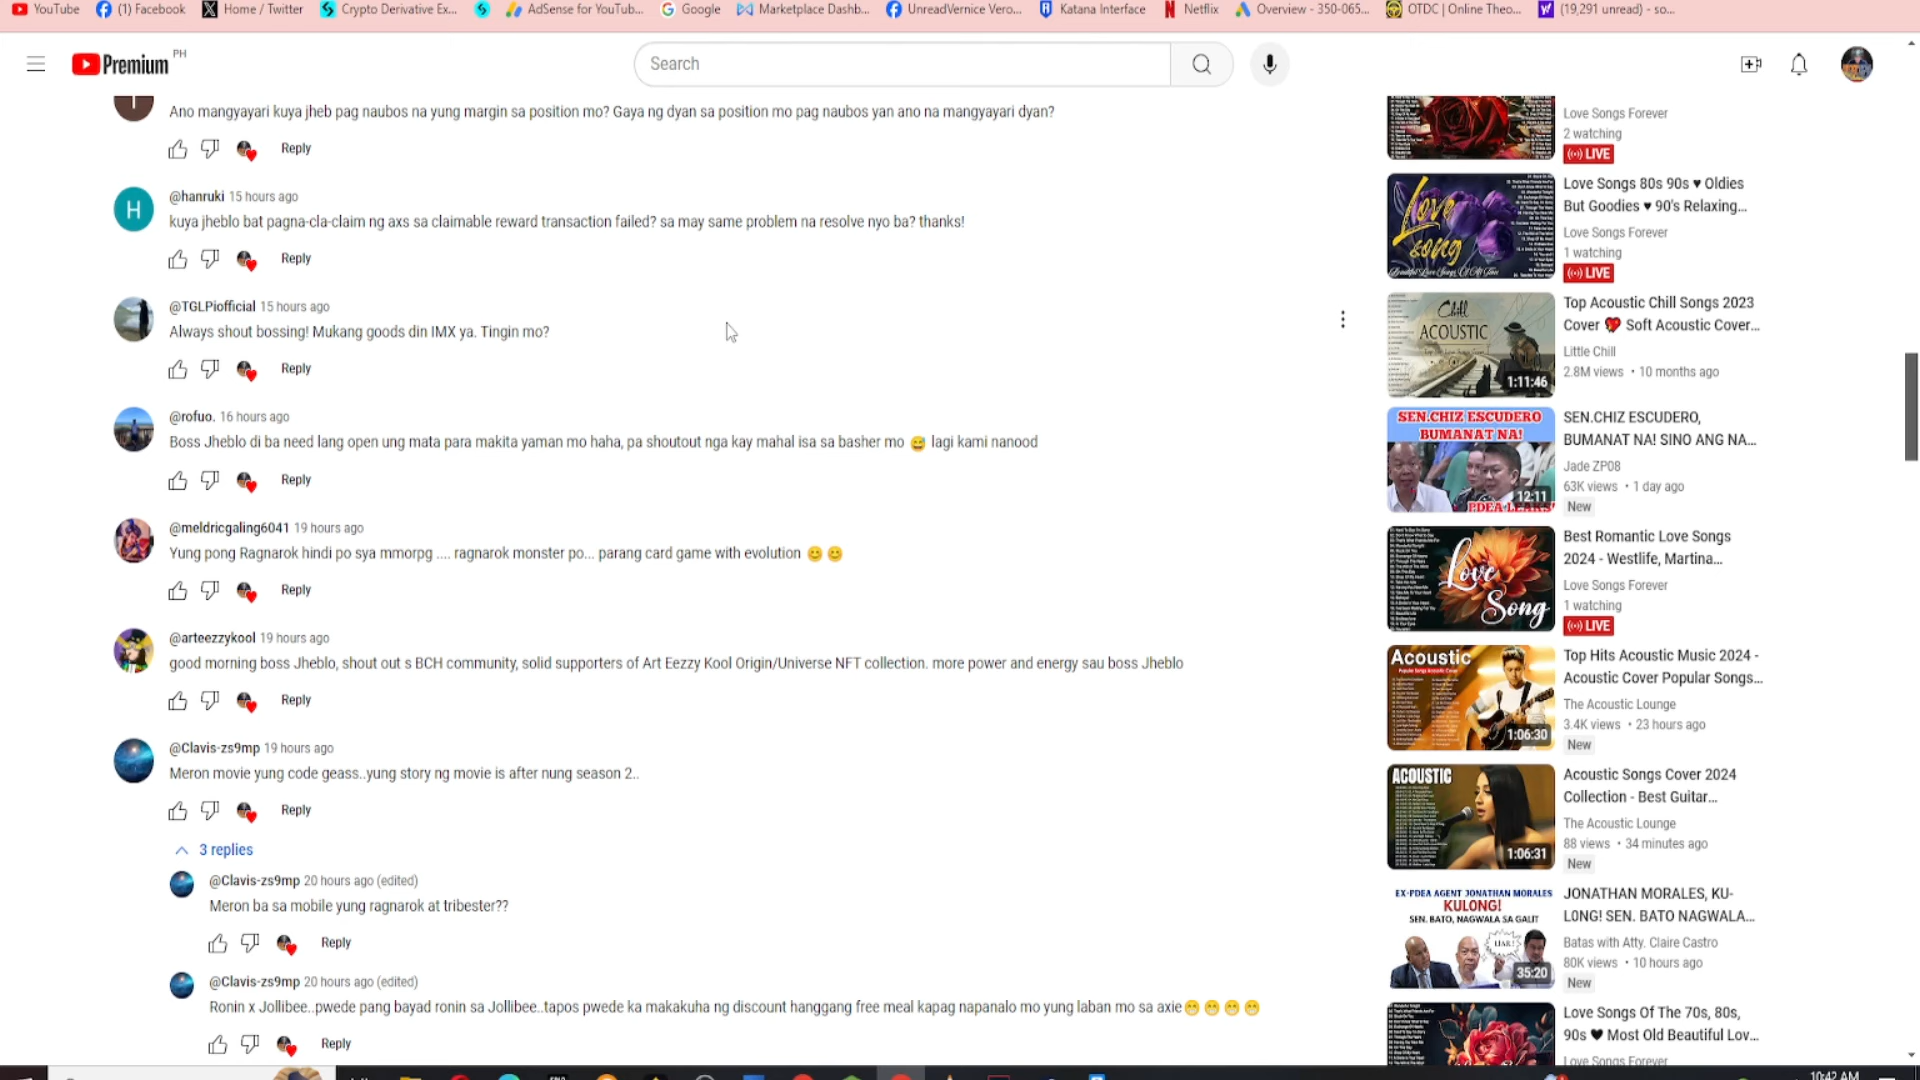 YouTube (1) Facebook Home / Twitter Crypto Derivative Ex... AdSense for YouTub... Google Marketplace Dashb... UnreadVernice Vero... Katana Interface Netflix Overview - 350-065... OTDC | Online Theo... (19,291 unread) - so...
Premium PH
Search
Ano mangyayari kuya jheb pag naubos na yung margin sa position mo? Gaya ng dyan sa position mo pag naubos yan ano na mangyayari dyan?
Reply
H
@hanruki 15 hours ago
kuya jheblo bat pagna-cla-claim ng axs sa claimable reward transaction failed? sa may same problem na resolve nyo ba? thanks!
Reply
@TGLPiofficial 15 hours ago
Always shout bossing! Mukang goods din IMX ya. Tingin mo?
Reply
@rofuo. 16 hours ago
Boss Jheblo di ba need lang open ung mata para makita yaman mo haha, pa shoutout nga kay mahal isa sa basher mo 😅 lagi kami nanood
Reply
@meldricgaling6041 19 hours ago
Yung pong Ragnarok hindi po sya mmorpg .... ragnarok monster po... parang card game with evolution 😊😊
Reply
@arteezzykool 19 hours ago
good morning boss Jheblo, shout out s BCH community, solid supporters of Art Eezzy Kool Origin/Universe NFT collection. more power and energy sau boss Jheblo
Reply
@Clavis-zs9mp 19 hours ago
Meron movie yung code geass..yung story ng movie is after nung season 2..
Reply
3 replies
@Clavis-zs9mp 20 hours ago (edited)
Meron ba sa mobile yung ragnarok at tribester??
Reply
@Clavis-zs9mp 20 hours ago (edited)
Ronin x Jollibee..pwede pang bayad ronin sa Jollibee..tapos pwede ka makakuha ng discount hanggang free meal kapag napanalo mo yung laban mo sa axie😁😁😁😁
Reply
Love Songs Forever
2 watching
LIVE
Love song
Beautiful Love Songs Of All Time
Love Songs 80s 90s ♥ Oldies
But Goodies ♥ 90's Relaxing...
Love Songs Forever
1 watching
LIVE
Chill
ACOUSTIC
1:11:46
Top Acoustic Chill Songs 2023
Cover 💖 Soft Acoustic Cover...
Little Chill
2.8M views • 10 months ago
SEN.CHIZ ESCUDERO
BUMANAT NA!
PDEA LEAKS
12:11
SEN.CHIZ ESCUDERO,
BUMANAT NA! SINO ANG NA...
Jade ZP08
63K views • 1 day ago
New
Love
Song
Best Romantic Love Songs
2024 - Westlife, Martina...
Love Songs Forever
1 watching
LIVE
Acoustic
1:06:30
Top Hits Acoustic Music 2024 -
Acoustic Cover Popular Songs...
The Acoustic Lounge
3.4K views • 23 hours ago
New
ACOUSTIC
1:06:31
Acoustic Songs Cover 2024
Collection - Best Guitar...
The Acoustic Lounge
88 views • 34 minutes ago
New
EX-PDEA AGENT JONATHAN MORALES
KULONG!
SEN. BATO, NAGWALA SA GALIT
LIAR!
35:20
JONATHAN MORALES, KU-
LONG! SEN. BATO NAGWALA...
Batas with Atty. Claire Castro
80K views • 10 hours ago
New
Love Songs Of The 70s, 80s,
90s ♥ Most Old Beautiful Lov...
Love Songs Forever
10:42 AM